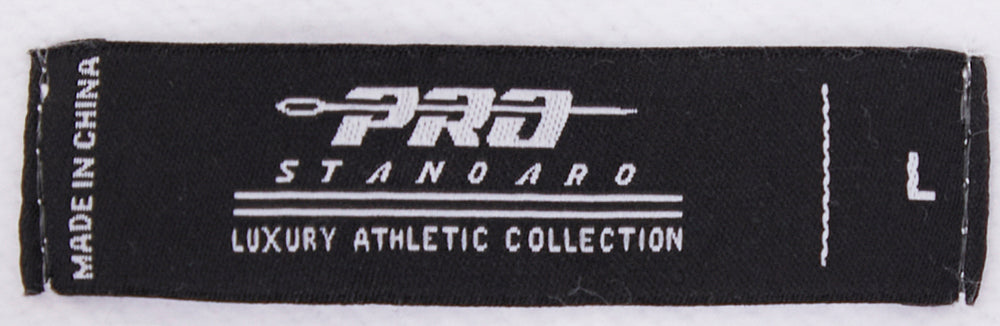 MADE IN CHINA
PRO
STANDARD
LUXURY ATHLETIC COLLECTION
L